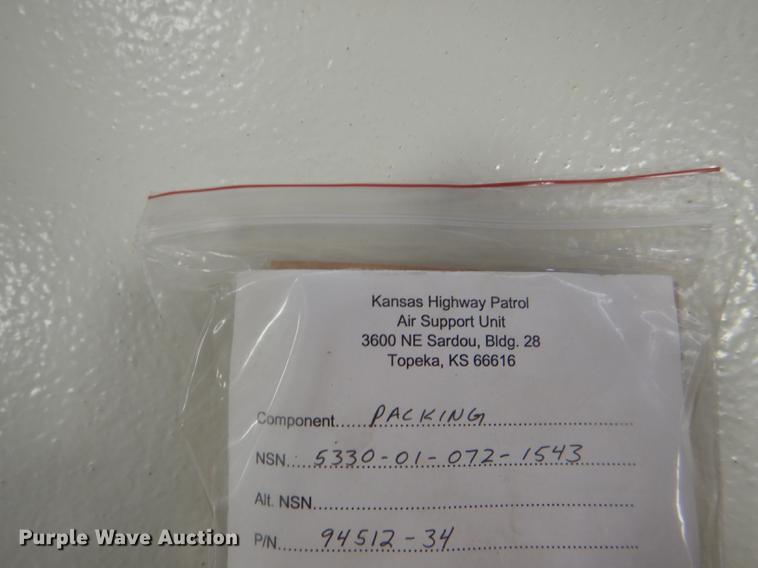 Kansas Highway Patrol
Air Support Unit
3600 NE Sardou, Bldg. 28
Topeka, KS 66616
Component.... PACKING
NSN... 5330-01-072-1543
Alt. NSN....
P/N.... 94512-34
Purple Wave Auction